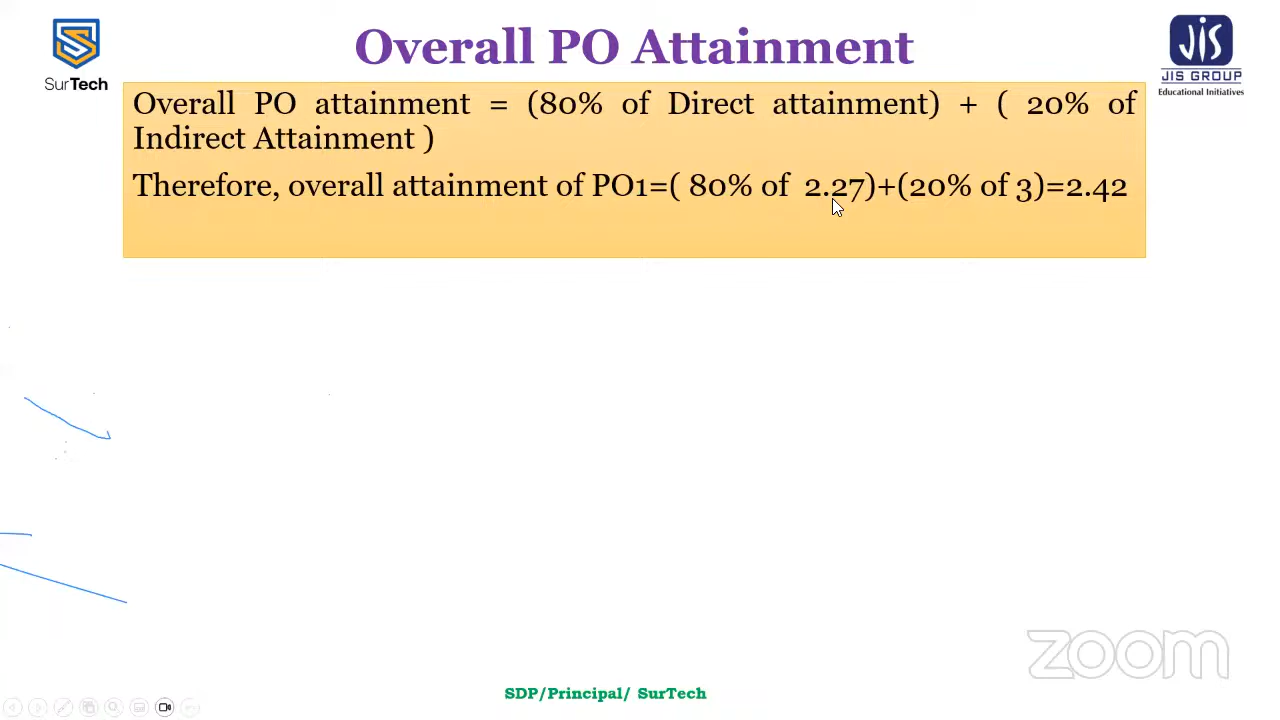 Overall PO Attainment
SurTech
JIS GROUP
Educational Initiatives
Overall PO attainment = (80% of Direct attainment) + ( 20% of
Indirect Attainment )
Therefore, overall attainment of PO1=( 80% of 2.27)+(20% of 3)=2.42
zoom
SDP/Principal/ SurTech